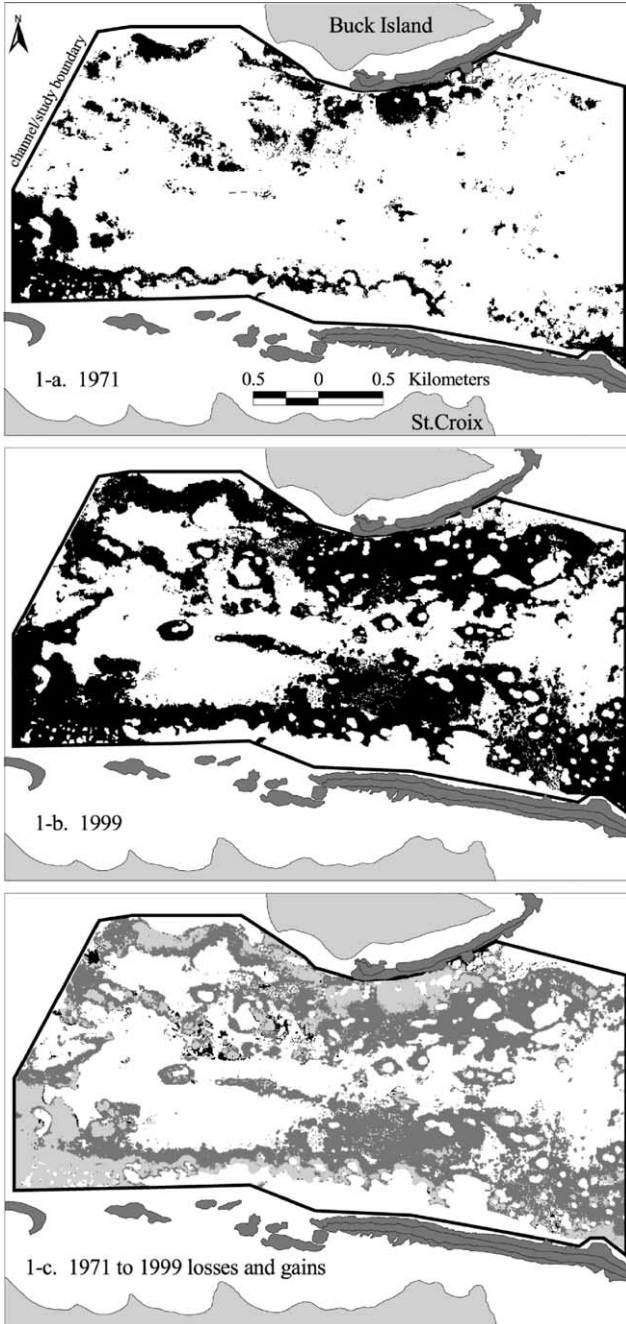 N
Buck Island
channel/study boundary
1-a. 1971
0.5 0 0.5 Kilometers
St.Croix
1-b. 1999
1-c. 1971 to 1999 losses and gains